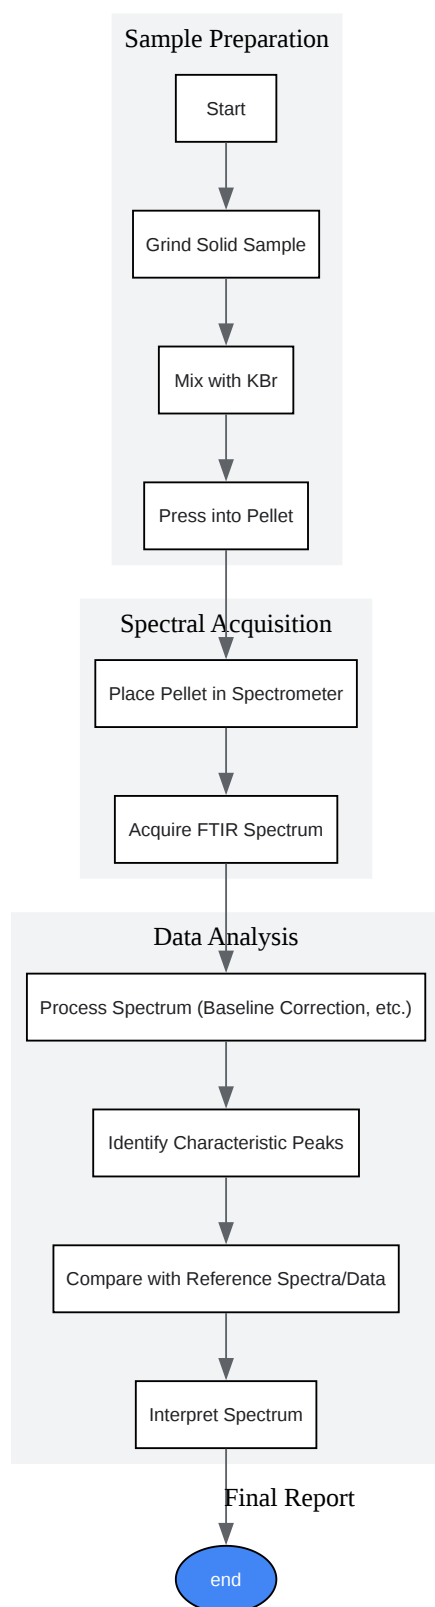 Sample Preparation
Start
Grind Solid Sample
Mix with KBr
Press into Pellet
Spectral Acquisition
Place Pellet in Spectrometer
Acquire FTIR Spectrum
Data Analysis
Process Spectrum (Baseline Correction, etc.)
Identify Characteristic Peaks
Compare with Reference Spectra/Data
Interpret Spectrum
Final Report
end